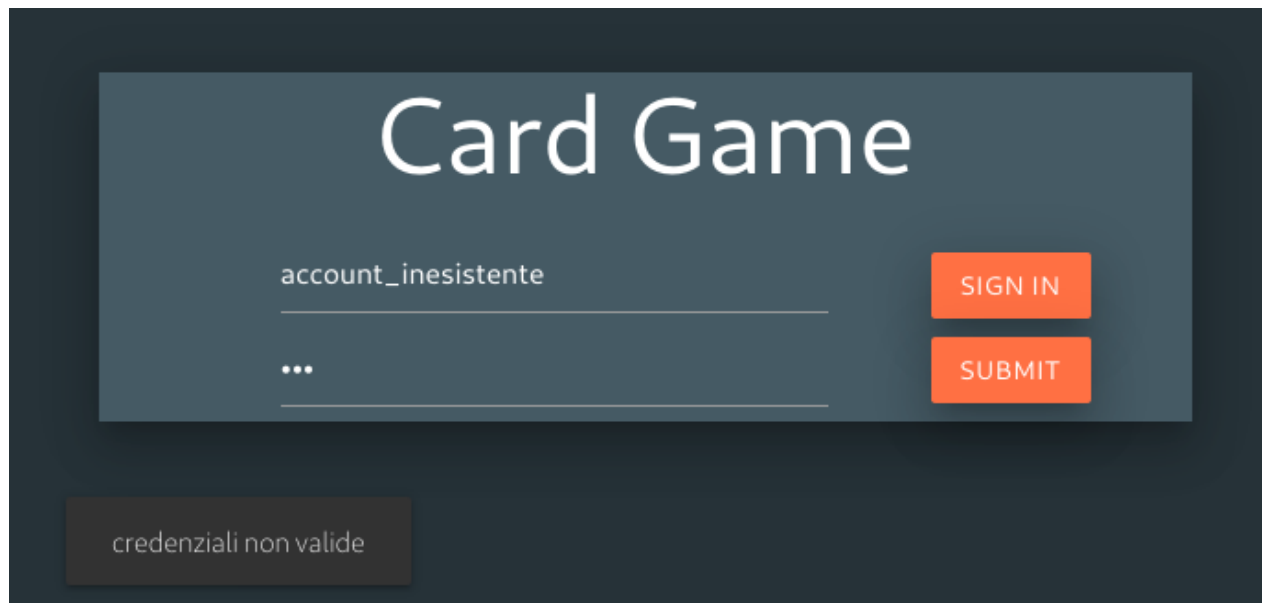 Card Game
account_inesistente
SIGN IN
•••
SUBMIT
credenziali non valide